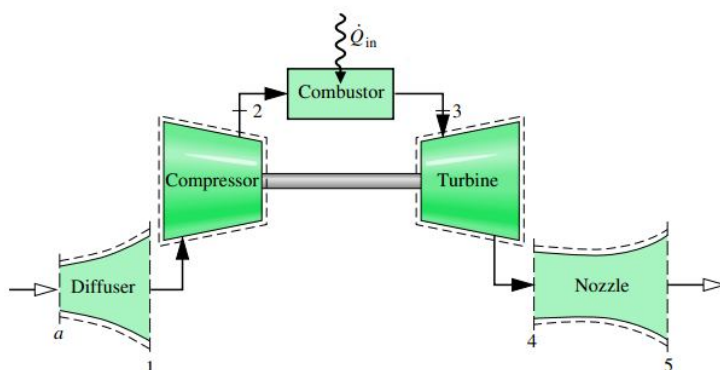 Q̇in
Combustor
2
3
Compressor
Turbine
Diffuser
Nozzle
a
1
4
5